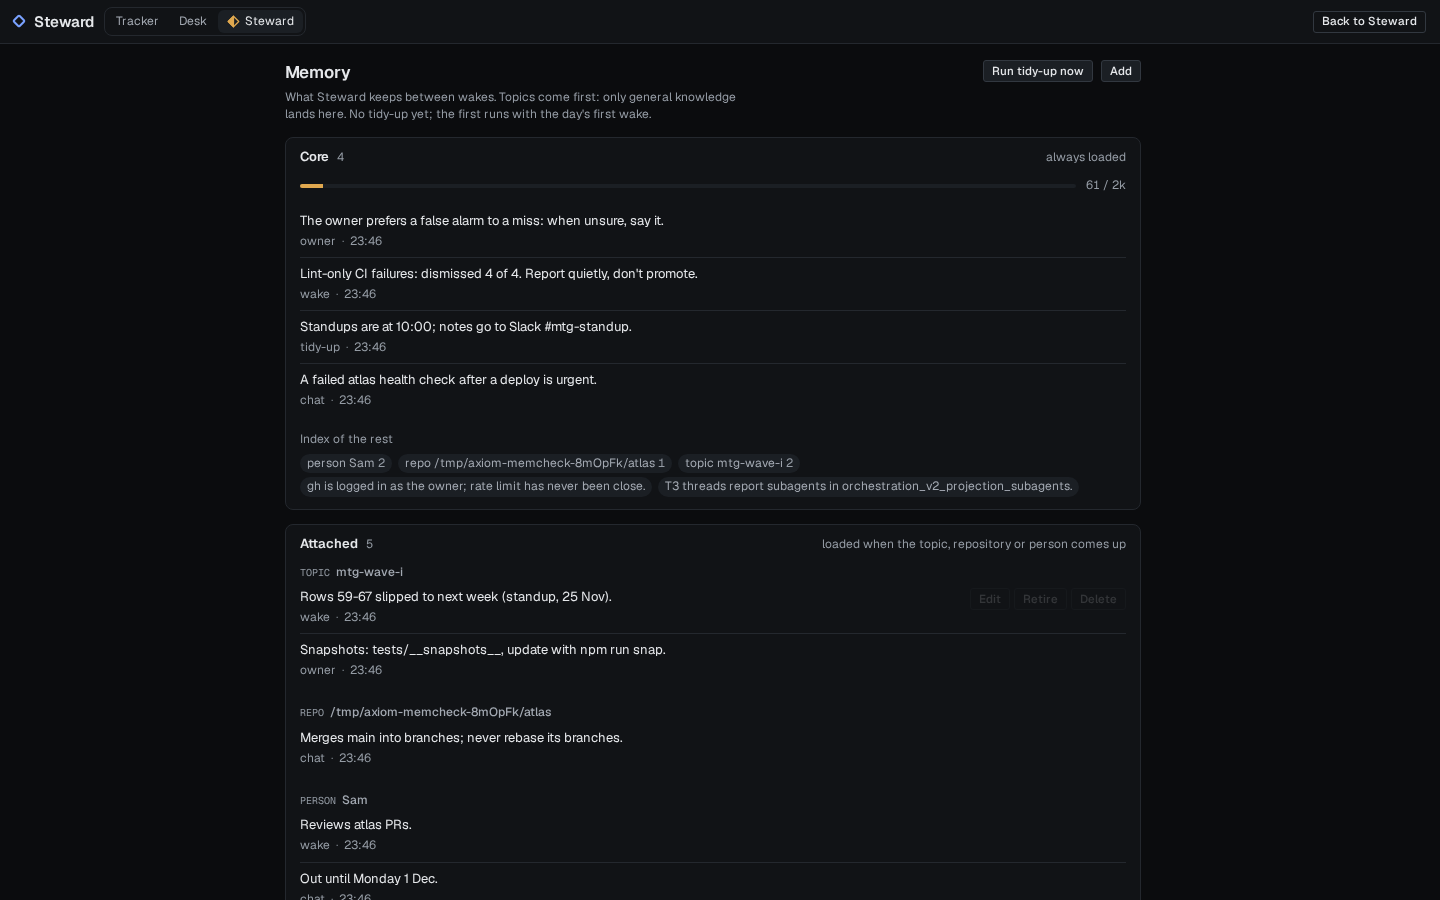 Steward Tracker Desk Steward Back to Steward
Memory Run tidy-up now Add
What Steward keeps between wakes. Topics come first: only general knowledge
lands here. No tidy-up yet; the first runs with the day's first wake.
Core 4 always loaded
61 / 2k
The owner prefers a false alarm to a miss: when unsure, say it.
owner · 23:46
Lint-only CI failures: dismissed 4 of 4. Report quietly, don't promote.
wake · 23:46
Standups are at 10:00; notes go to Slack #mtg-standup.
tidy-up · 23:46
A failed atlas health check after a deploy is urgent.
chat · 23:46
Index of the rest
person Sam 2 repo /tmp/axiom-memcheck-8mOpFk/atlas 1 topic mtg-wave-i 2
gh is logged in as the owner; rate limit has never been close. T3 threads report subagents in orchestration_v2_projection_subagents.
Attached 5 loaded when the topic, repository or person comes up
TOPIC mtg-wave-i
Rows 59-67 slipped to next week (standup, 25 Nov). Edit Retire Delete
wake · 23:46
Snapshots: tests/__snapshots__, update with npm run snap.
owner · 23:46
REPO /tmp/axiom-memcheck-8mOpFk/atlas
Merges main into branches; never rebase its branches.
chat · 23:46
PERSON Sam
Reviews atlas PRs.
wake · 23:46
Out until Monday 1 Dec.
chat · 23:46